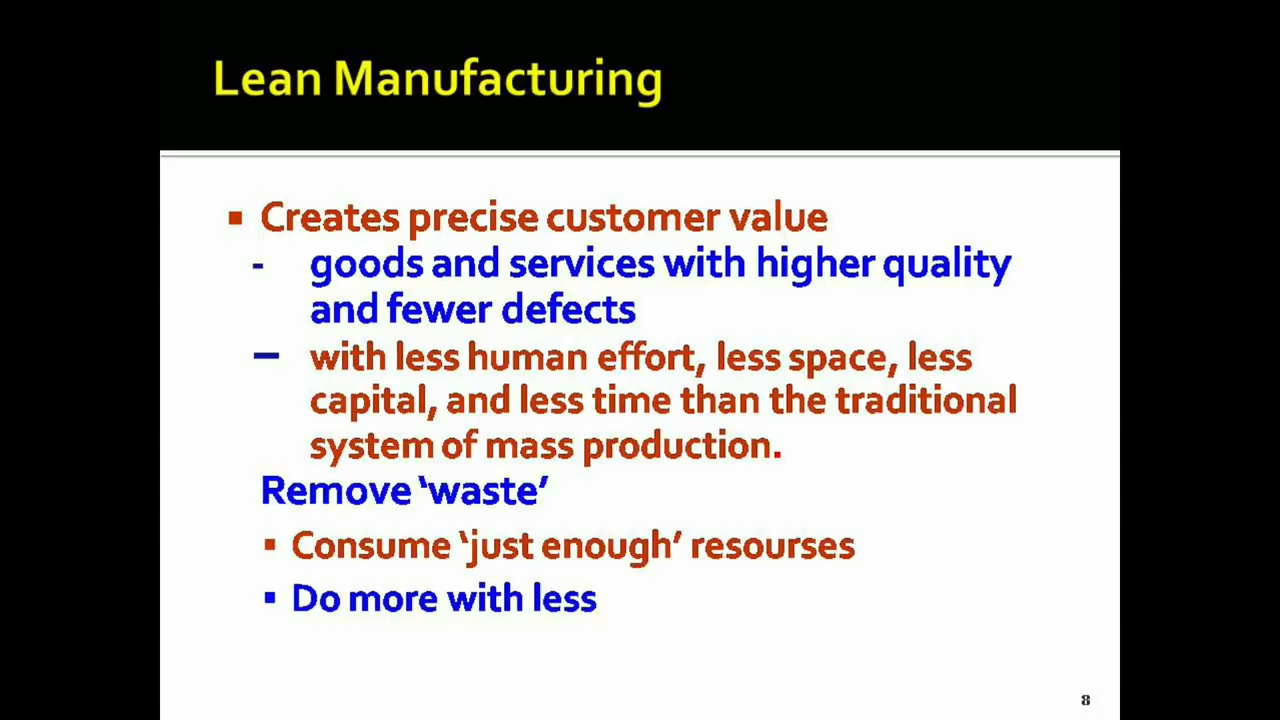 Lean Manufacturing
▪ Creates precise customer value
- goods and services with higher quality
and fewer defects
– with less human effort, less space, less
capital, and less time than the traditional
system of mass production.
Remove ‘waste’
▪ Consume ‘just enough’ resourses
▪ Do more with less
8